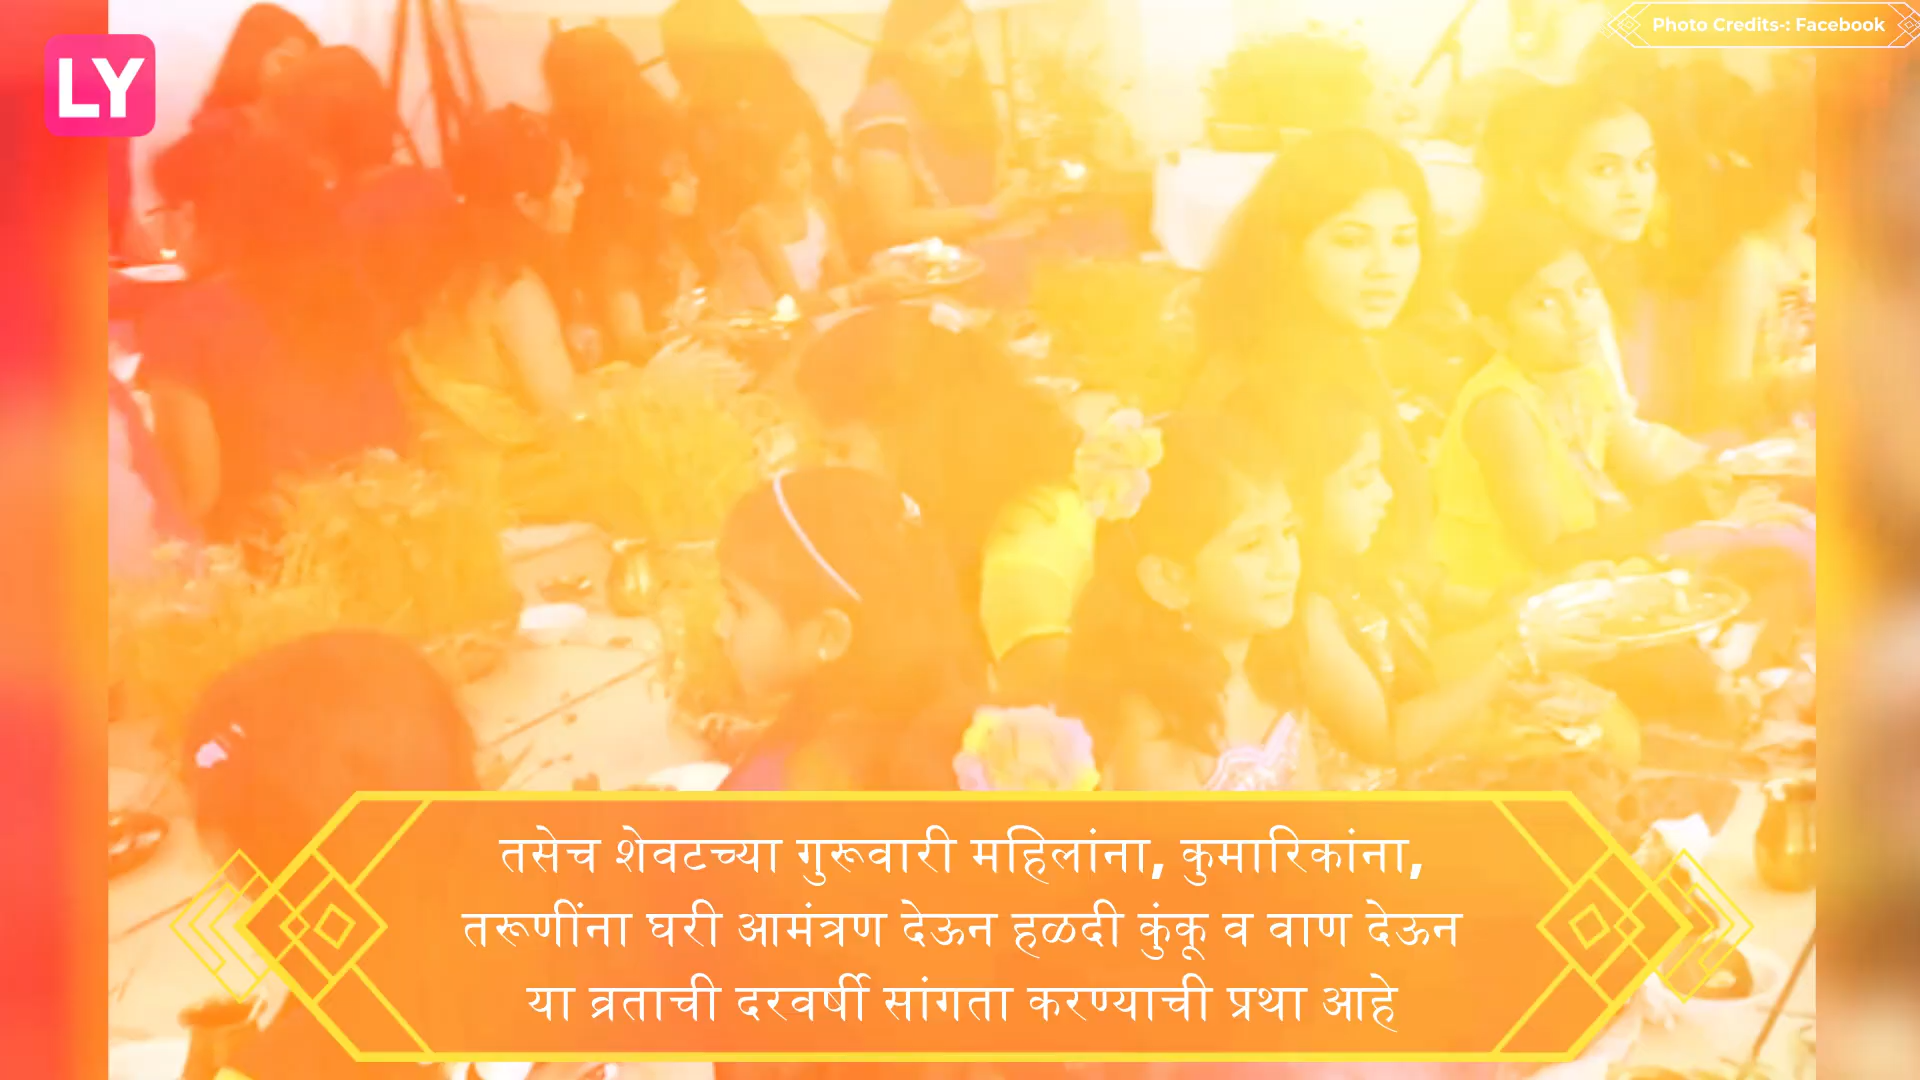 LY
Photo Credits-: Facebook
तसेच शेवटच्या गुरूवारी महिलांना, कुमारिकांना,
तरूणींना घरी आमंत्रण देऊन हळदी कुंकू व वाण देऊन
या व्रताची दरवर्षी सांगता करण्याची प्रथा आहे